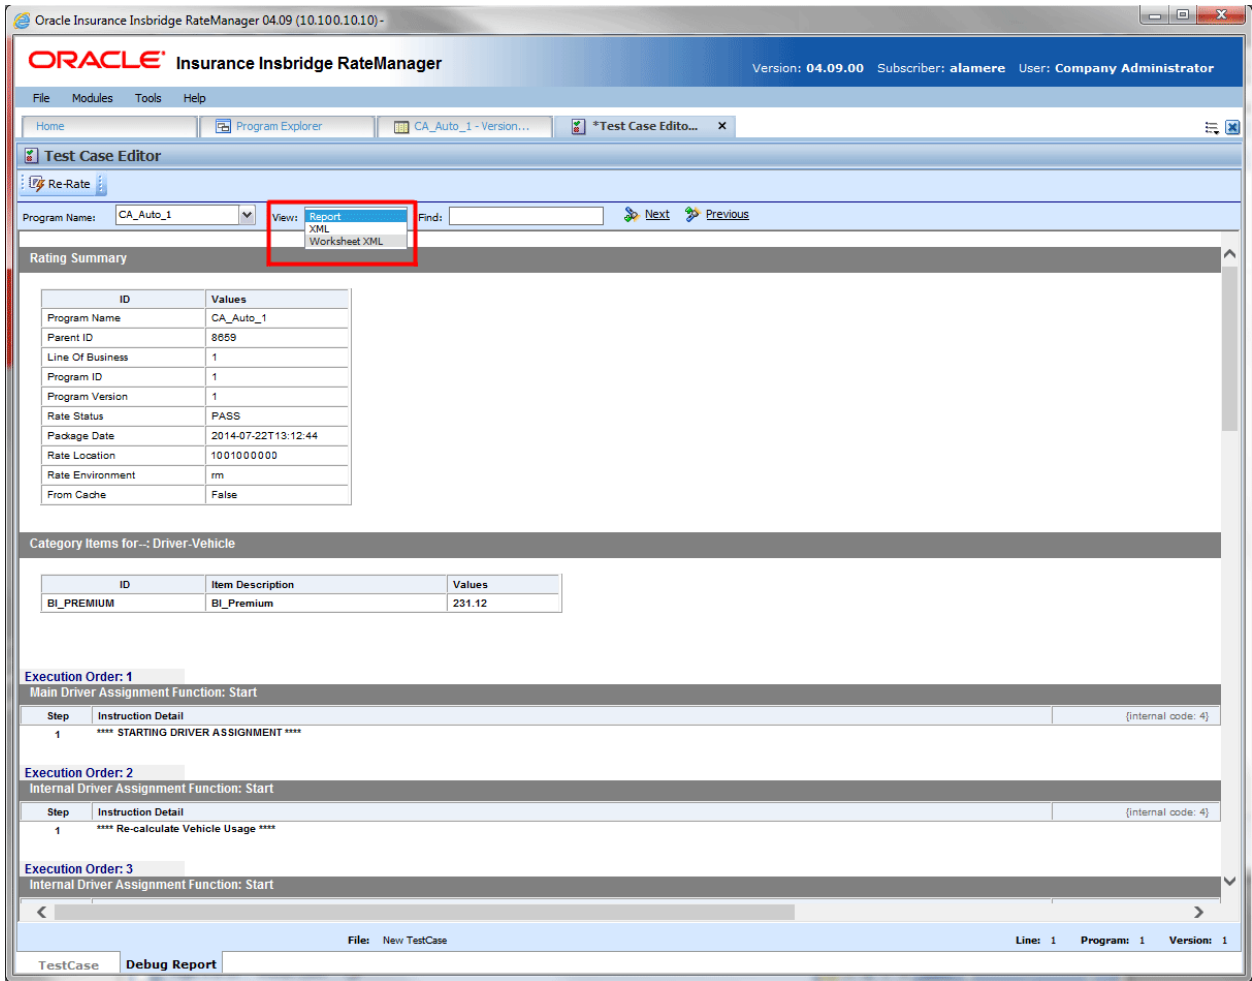 Oracle Insurance Insbridge RateManager 04.09 (10.100.10.10) -
ORACLE Insurance Insbridge RateManager
Version: 04.09.00 Subscriber: alamere User: Company Administrator
File Modules Tools Help
Home Program Explorer CA_Auto_1 - Version... *Test Case Edito... x
Test Case Editor
Re-Rate
Program Name: CA_Auto_1 View: Report Find: Next Previous
XML
Worksheet XML
Rating Summary
ID Values
Program Name CA_Auto_1
Parent ID 8659
Line Of Business 1
Program ID 1
Program Version 1
Rate Status PASS
Package Date 2014-07-22T13:12:44
Rate Location 1001000000
Rate Environment rm
From Cache False
Category Items for--: Driver-Vehicle
ID Item Description Values
BI_PREMIUM BI_Premium 231.12
Execution Order: 1
Main Driver Assignment Function: Start
Step Instruction Detail {internal code: 4}
1 **** STARTING DRIVER ASSIGNMENT ****
Execution Order: 2
Internal Driver Assignment Function: Start
Step Instruction Detail {internal code: 4}
1 **** Re-calculate Vehicle Usage ****
Execution Order: 3
Internal Driver Assignment Function: Start
File: New TestCase Line: 1 Program: 1 Version: 1
TestCase Debug Report